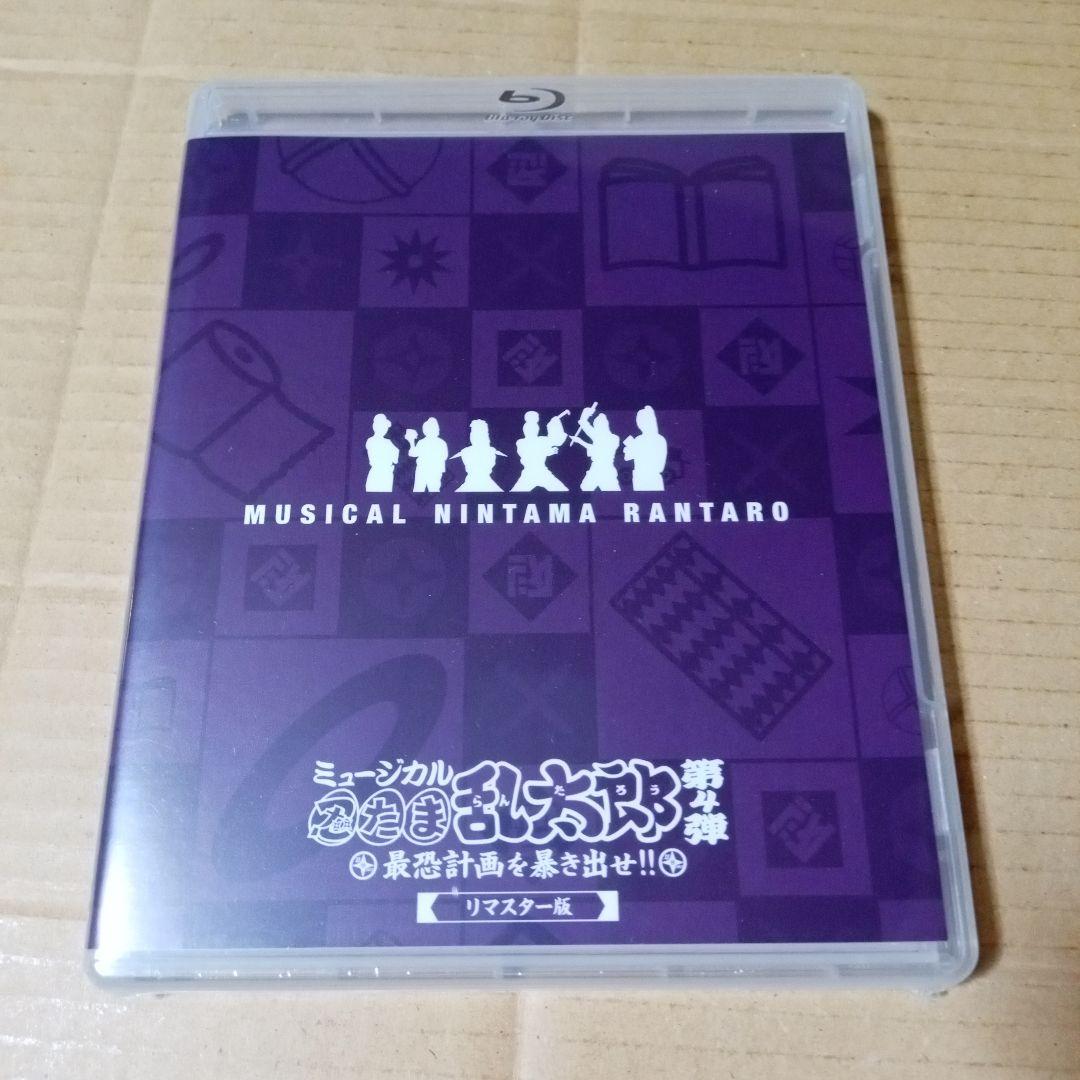 Blu-ray Disc
MUSICAL NINTAMA RANTARO
ミュージカル
忍たま乱太郎
らんたろう
第4弾
最恐計画を暴き出せ!!
リマスター版